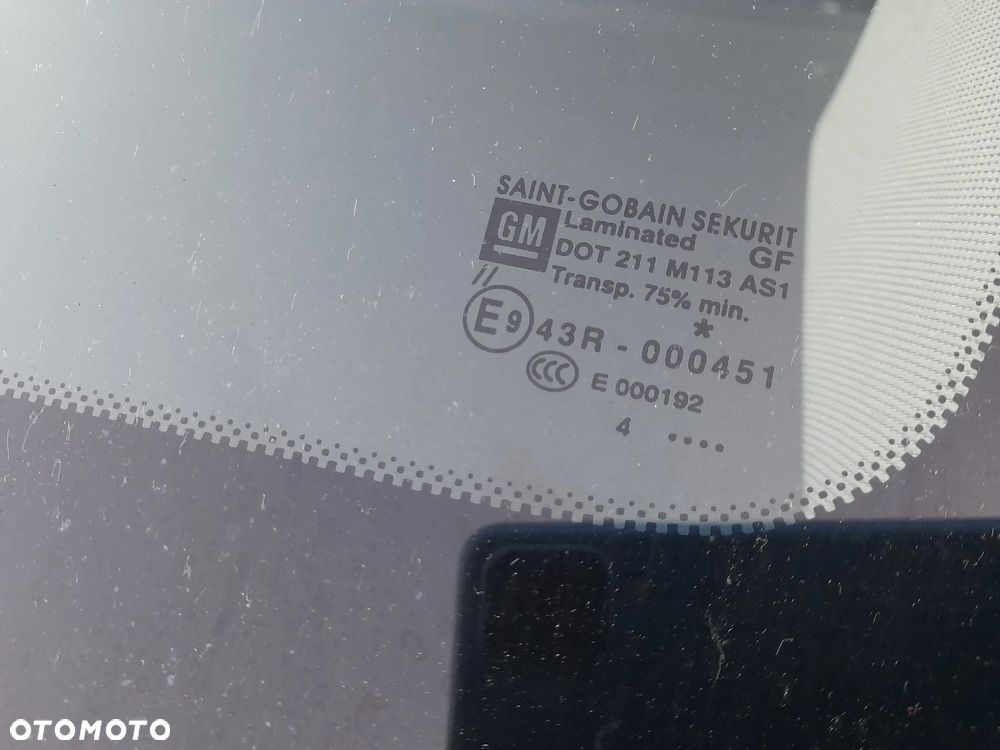 SAINT-GOBAIN SEKURIT
GM Laminated GF
DOT 211 M113 AS1
// Transp. 75% min.
*
E9 43R - 000451
CCC E 000192
4 ....
OTOMOTO